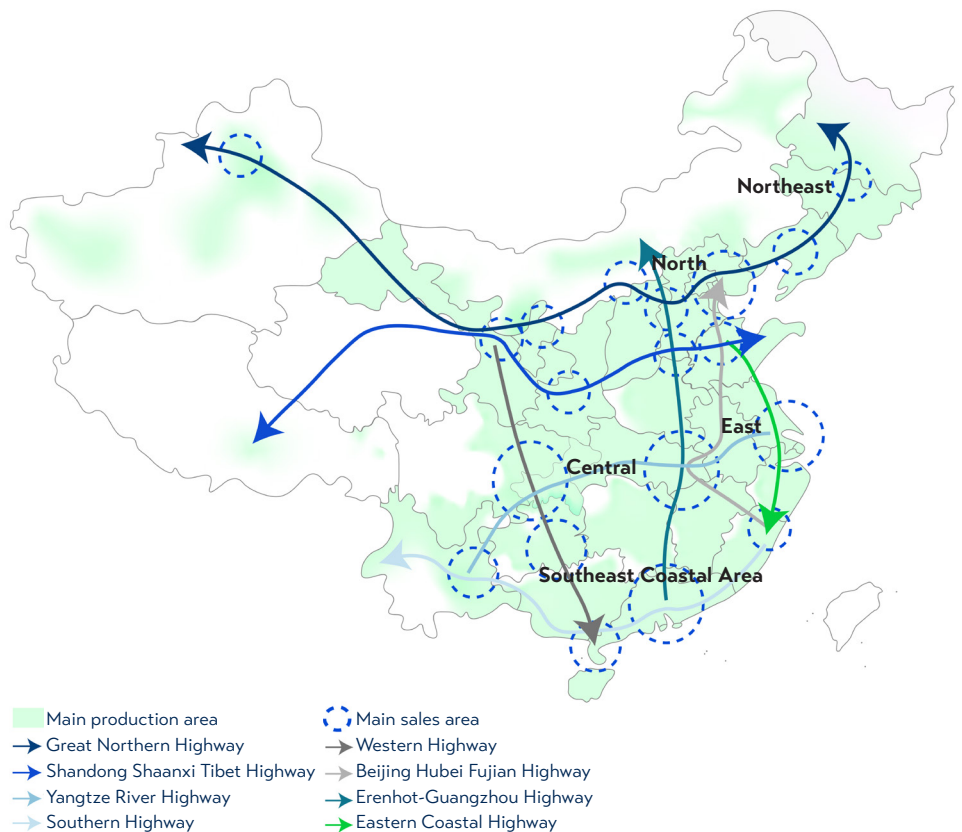 Northeast
North
East
Central
Southeast Coastal Area
Main production area
Main sales area
Great Northern Highway
Western Highway
Shandong Shaanxi Tibet Highway
Beijing Hubei Fujian Highway
Yangtze River Highway
Erenhot-Guangzhou Highway
Southern Highway
Eastern Coastal Highway